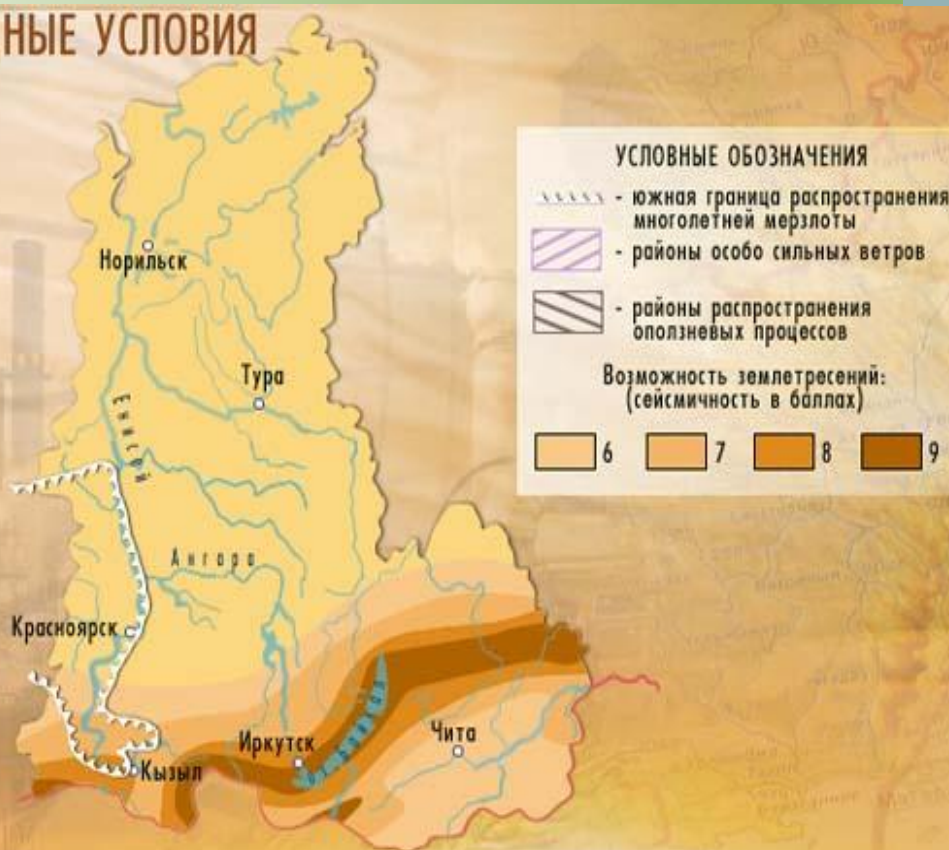 НЫЕ УСЛОВИЯ
УСЛОВНЫЕ ОБОЗНАЧЕНИЯ
- южная граница распространения
многолетней мерзлоты
- районы особо сильных ветров
- районы распространения
оползневых процессов
Возможность землетресений:
(сейсмичность в баллах)
6 7 8 9
Норильск
Тура
Енисей
Ангара
Красноярск
Иркутск
Чита
Кызыл